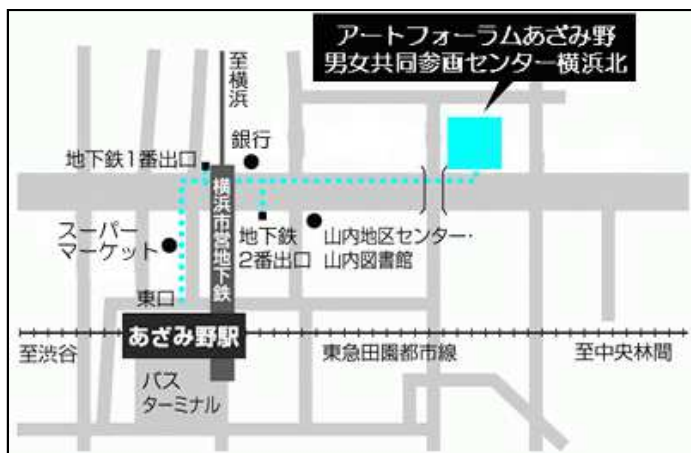 アートフォーラムあざみ野
男女共同参画センター横浜北
至横浜
銀行
地下鉄1番出口
横浜市営地下鉄
スーパー
マーケット
地下鉄
2番出口
山内地区センター・
山内図書館
東口
あざみ野駅
至渋谷
東急田園都市線
至中央林間
バス
ターミナル